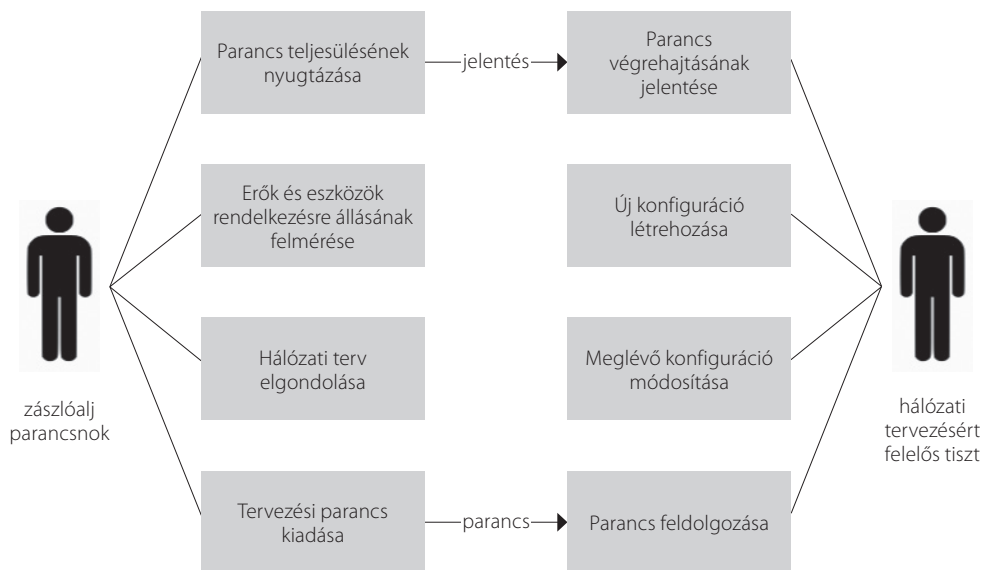 Parancs teljesülésének
nyugtázása
jelentés
Parancs
végrehajtásának
jelentése
Erők és eszközök
rendelkezésre állásának
felmérése
Új konfiguráció
létrehozása
Hálózati terv
elgondolása
Meglévő konfiguráció
módosítása
zászlóalj
parancsnok
hálózati
tervezésért
felelős tiszt
Tervezési parancs
kiadása
parancs
Parancs feldolgozása